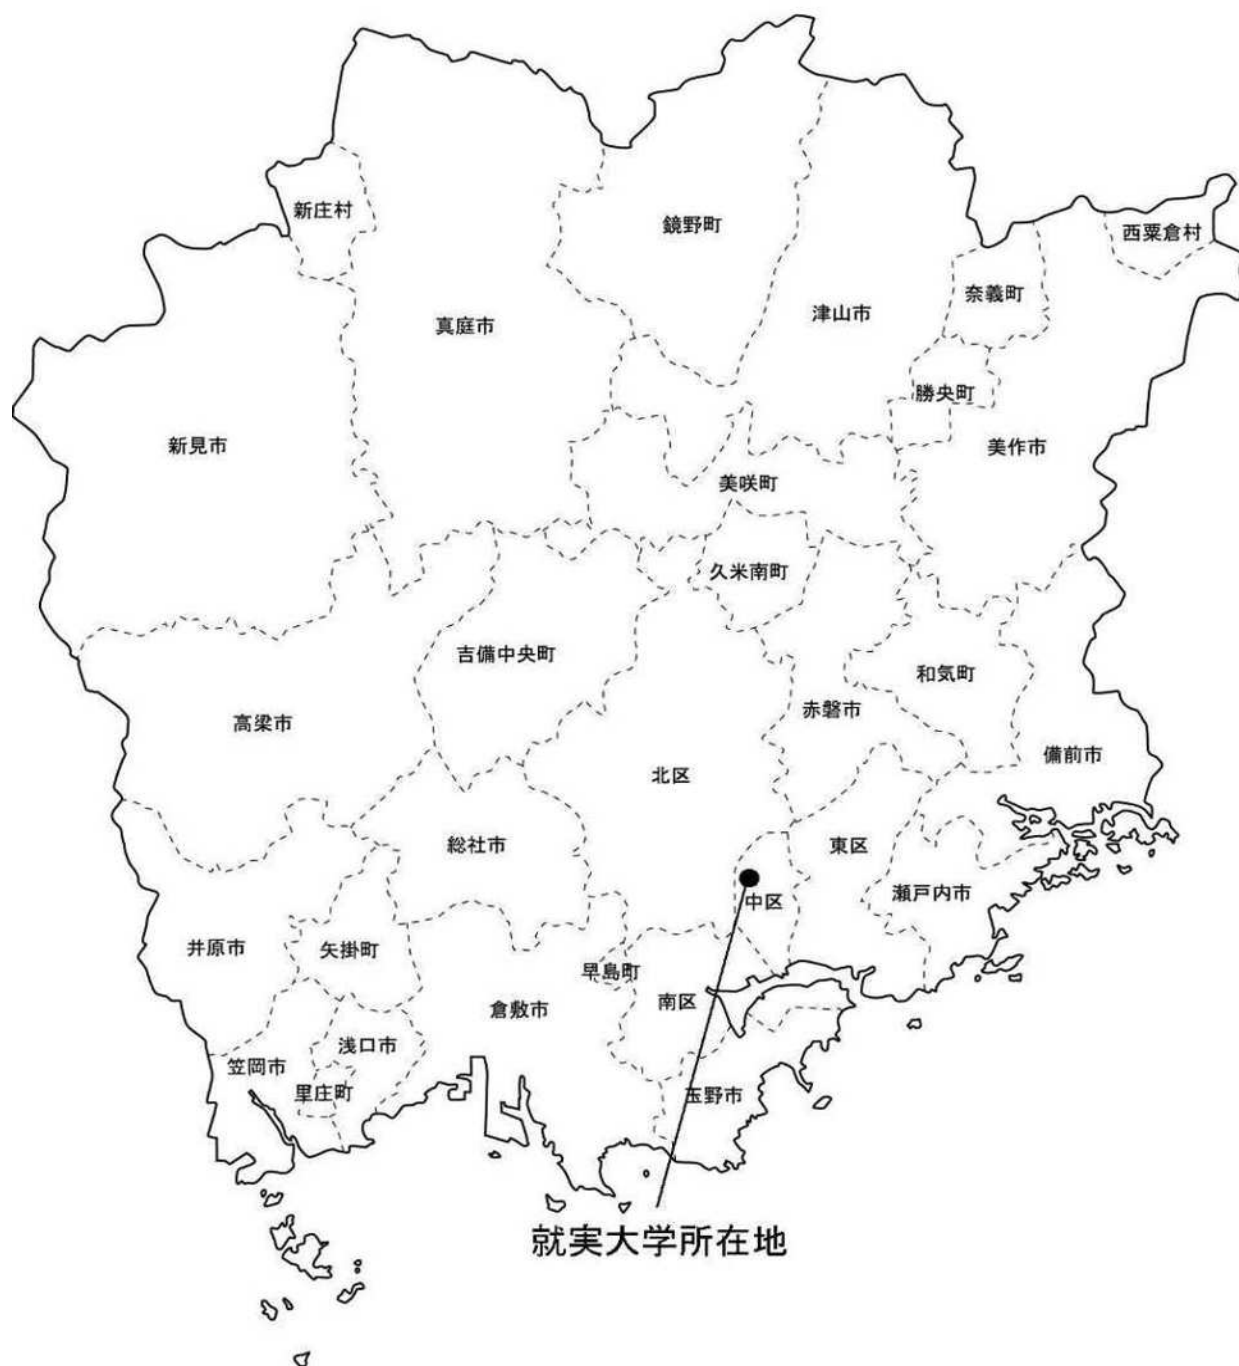 新庄村
鏡野町
西粟倉村
奈義町
津山市
真庭市
勝央町
新見市
美作市
美咲町
久米南町
吉備中央町
和気町
赤磐市
高梁市
備前市
北区
総社市
東区
瀬戸内市
中区
井原市
矢掛町
早島町
南区
倉敷市
浅口市
笠岡市
里庄町
玉野市
就実大学所在地